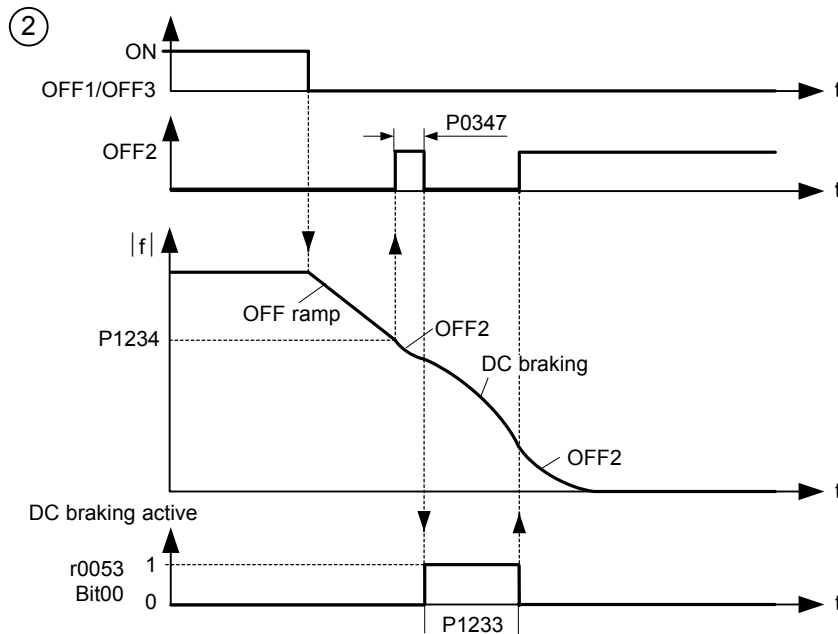 2
ON
OFF1/OFF3
t
P0347
OFF2
t
|f|
OFF ramp
P1234
OFF2
DC braking
OFF2
t
DC braking active
r0053 1
Bit00 0
t
P1233